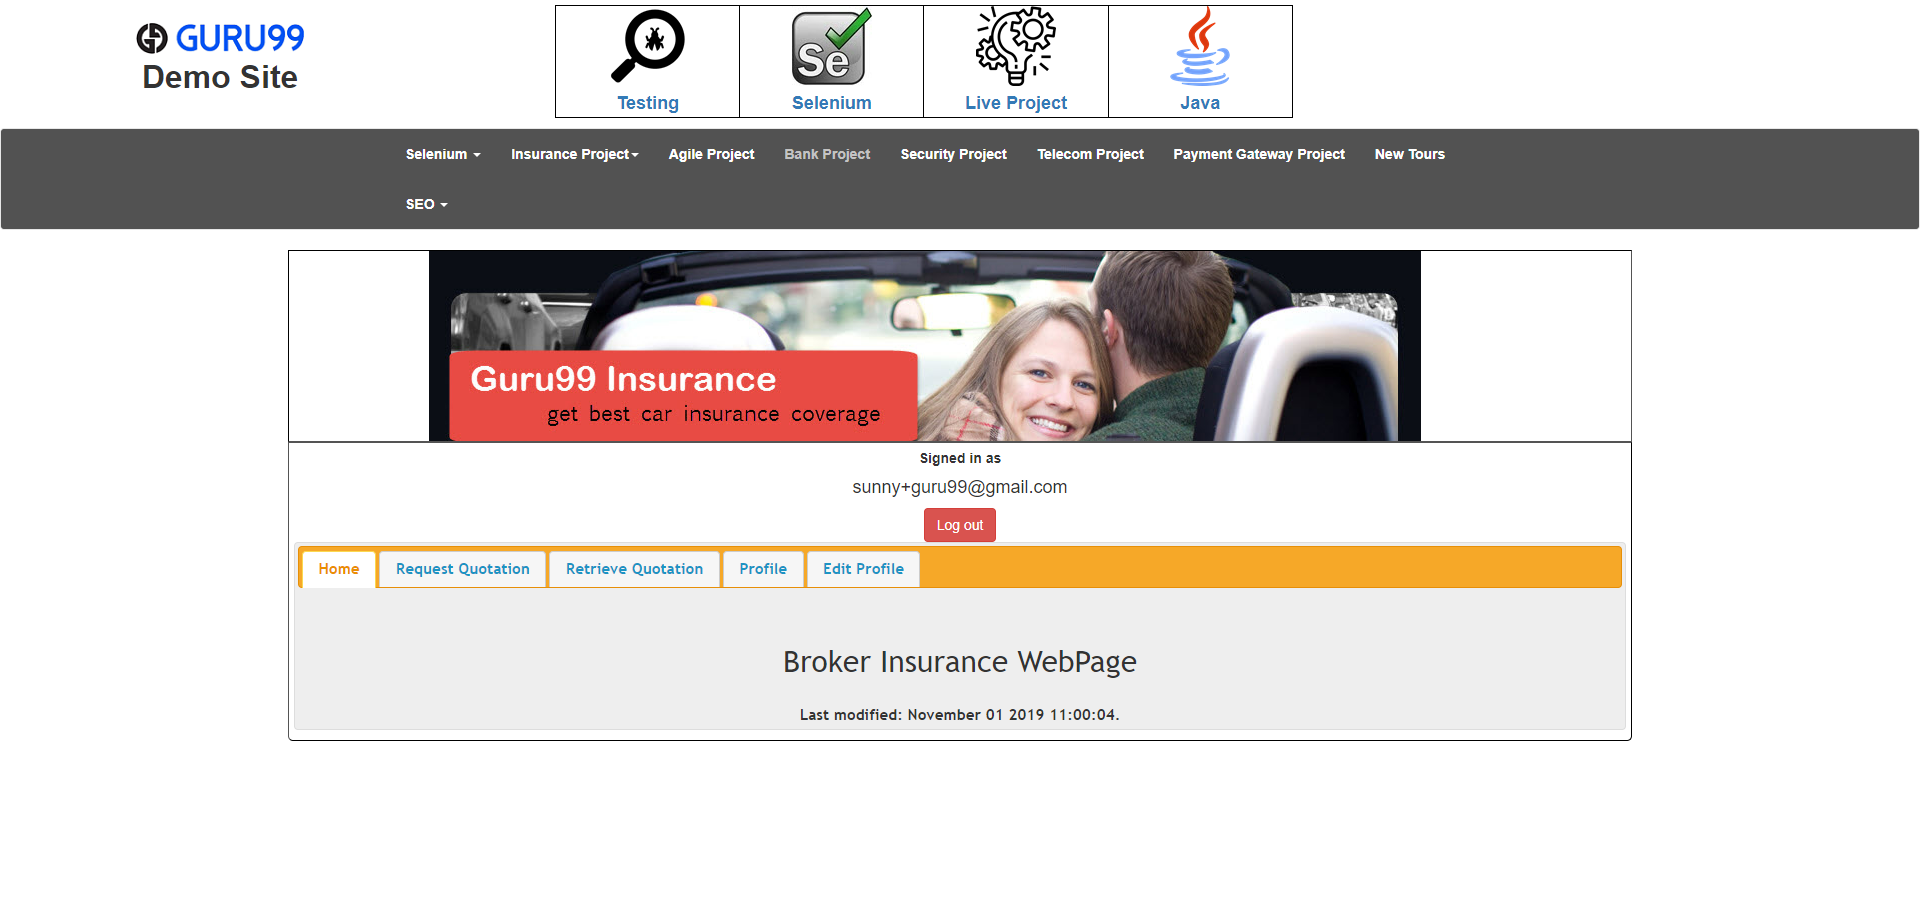 GURU99
Demo Site
Testing
Se
Selenium
Live Project
Java
Selenium
Insurance Project
Agile Project
Bank Project
Security Project
Telecom Project
Payment Gateway Project
New Tours
SEO
Guru99 Insurance
get best car insurance coverage
Signed in as
sunny+guru99@gmail.com
Log out
Home
Request Quotation
Retrieve Quotation
Profile
Edit Profile
Broker Insurance WebPage
Last modified: November 01 2019 11:00:04.